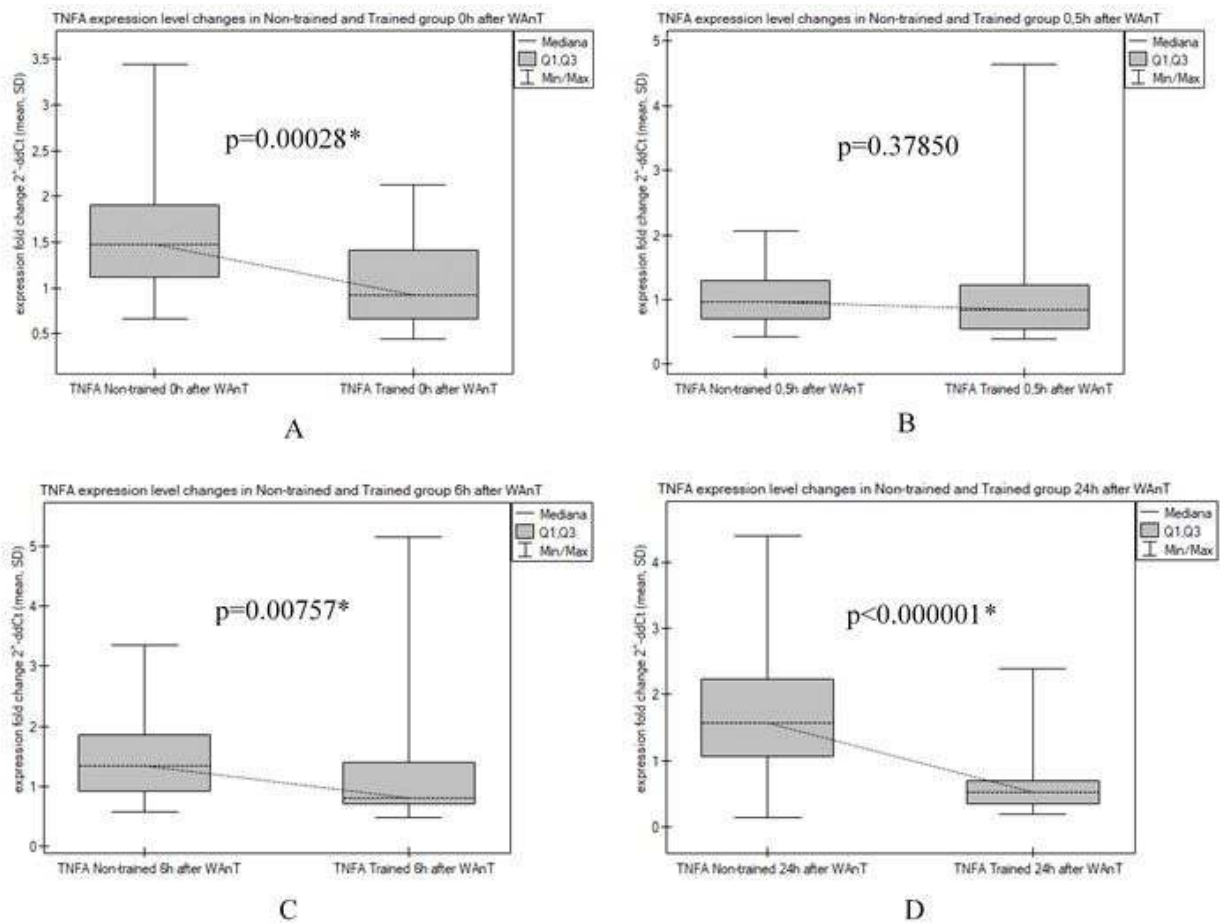 TNFA expression level changes in Non-trained and Trained group 0h after WAnT
Mediana
Q1,Q3
Min/Max
expression fold change 2^-ddCt (mean, SD)
3.5
3
2.5
2
1.5
1
0.5
p=0.00028*
TNFA Non-trained 0h after WAnT
TNFA Trained 0h after WAnT
A
TNFA expression level changes in Non-trained and Trained group 0,5h after WAnT
Mediana
Q1,Q3
Min/Max
expression fold change 2^-ddCt (mean, SD)
5
4
3
2
1
0
p=0.37850
TNFA Non-trained 0,5h after WAnT
TNFA Trained 0,5h after WAnT
B
TNFA expression level changes in Non-trained and Trained group 6h after WAnT
Mediana
Q1,Q3
Min/Max
expression fold change 2^-ddCt (mean, SD)
5
4
3
2
1
0
p=0.00757*
TNFA Non-trained 6h after WAnT
TNFA Trained 6h after WAnT
C
TNFA expression level changes in Non-trained and Trained group 24h after WAnT
Mediana
Q1,Q3
Min/Max
expression fold change 2^-ddCt (mean, SD)
4
3
2
1
0
p<0.000001*
TNFA Non-trained 24h after WAnT
TNFA Trained 24h after WAnT
D